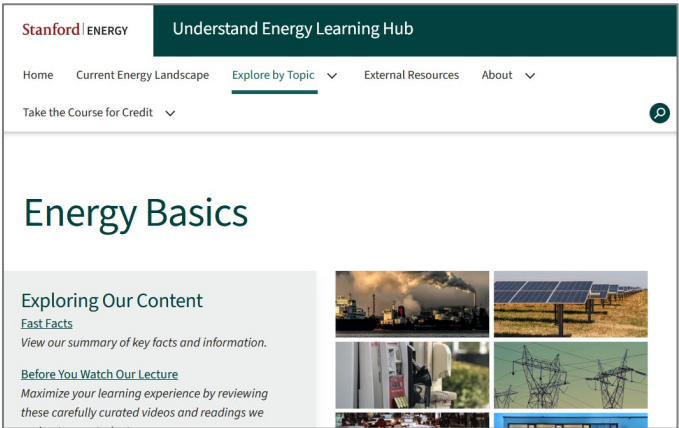 Stanford ENERGY
Understand Energy Learning Hub
Home Current Energy Landscape Explore by Topic External Resources About
Take the Course for Credit
Energy Basics
Exploring Our Content
Fast Facts
View our summary of key facts and information.
Before You Watch Our Lecture
Maximize your learning experience by reviewing
these carefully curated videos and readings we